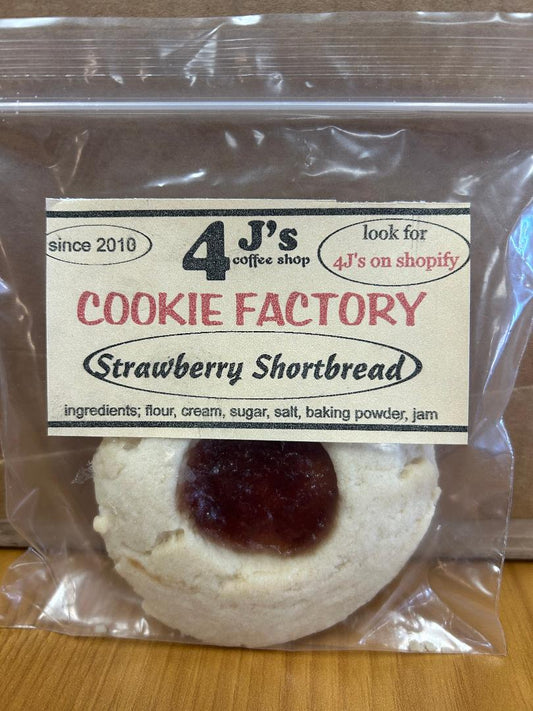 since 2010
4 J's
coffee shop
look for
4J's on shopify
COOKIE FACTORY
Strawberry Shortbread
ingredients; flour, cream, sugar, salt, baking powder, jam